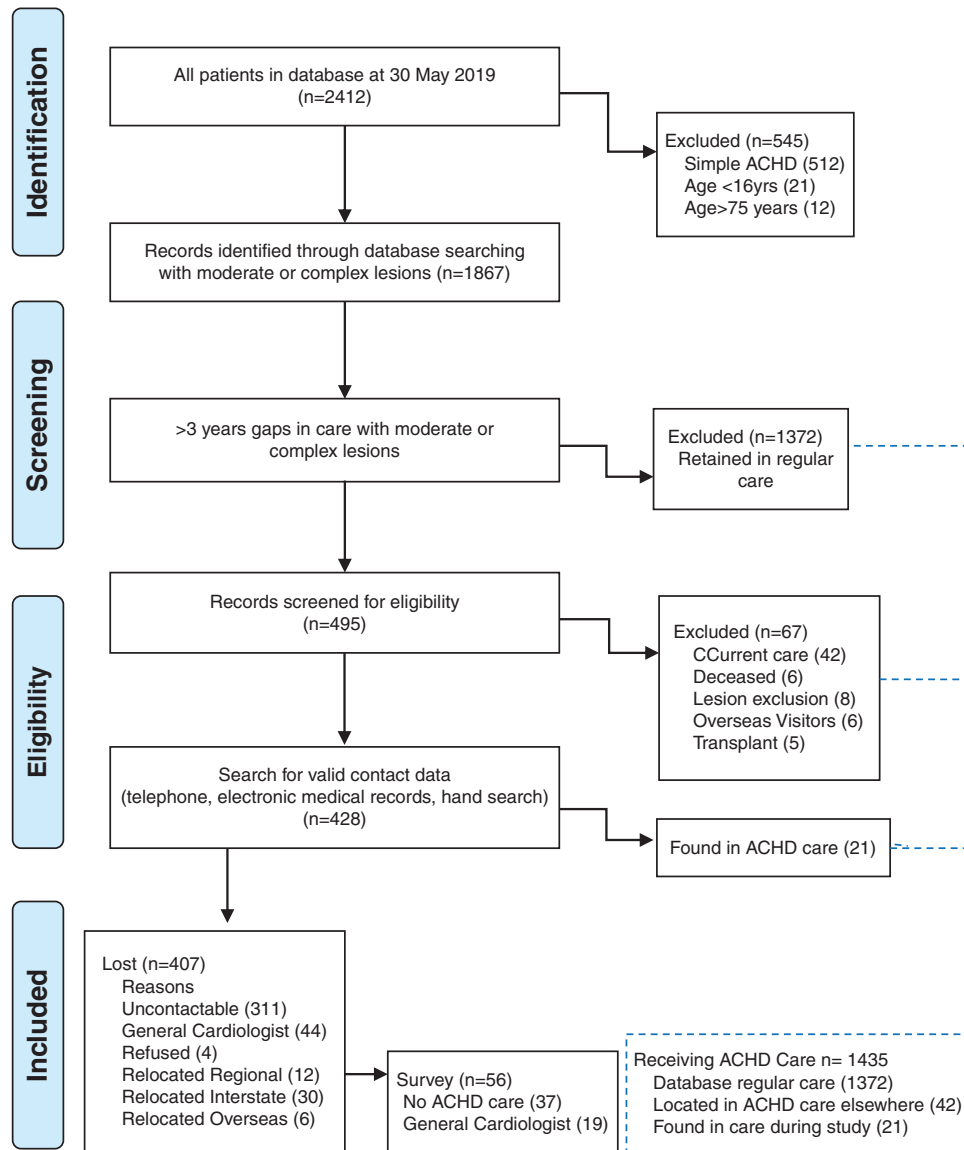 Identification
All patients in database at 30 May 2019
(n=2412)
Excluded (n=545)
Simple ACHD (512)
Age <16yrs (21)
Age>75 years (12)
Records identified through database searching
with moderate or complex lesions (n=1867)
Screening
>3 years gaps in care with moderate or
complex lesions
Excluded (n=1372)
Retained in regular
care
Eligibility
Records screened for eligibility
(n=495)
Excluded (n=67)
CCurrent care (42)
Deceased (6)
Lesion exclusion (8)
Overseas Visitors (6)
Transplant (5)
Search for valid contact data
(telephone, electronic medical records, hand search)
(n=428)
Found in ACHD care (21)
Included
Lost (n=407)
Reasons
Uncontactable (311)
General Cardiologist (44)
Refused (4)
Relocated Regional (12)
Relocated Interstate (30)
Relocated Overseas (6)
Survey (n=56)
No ACHD care (37)
General Cardiologist (19)
Receiving ACHD Care n= 1435
Database regular care (1372)
Located in ACHD care elsewhere (42)
Found in care during study (21)